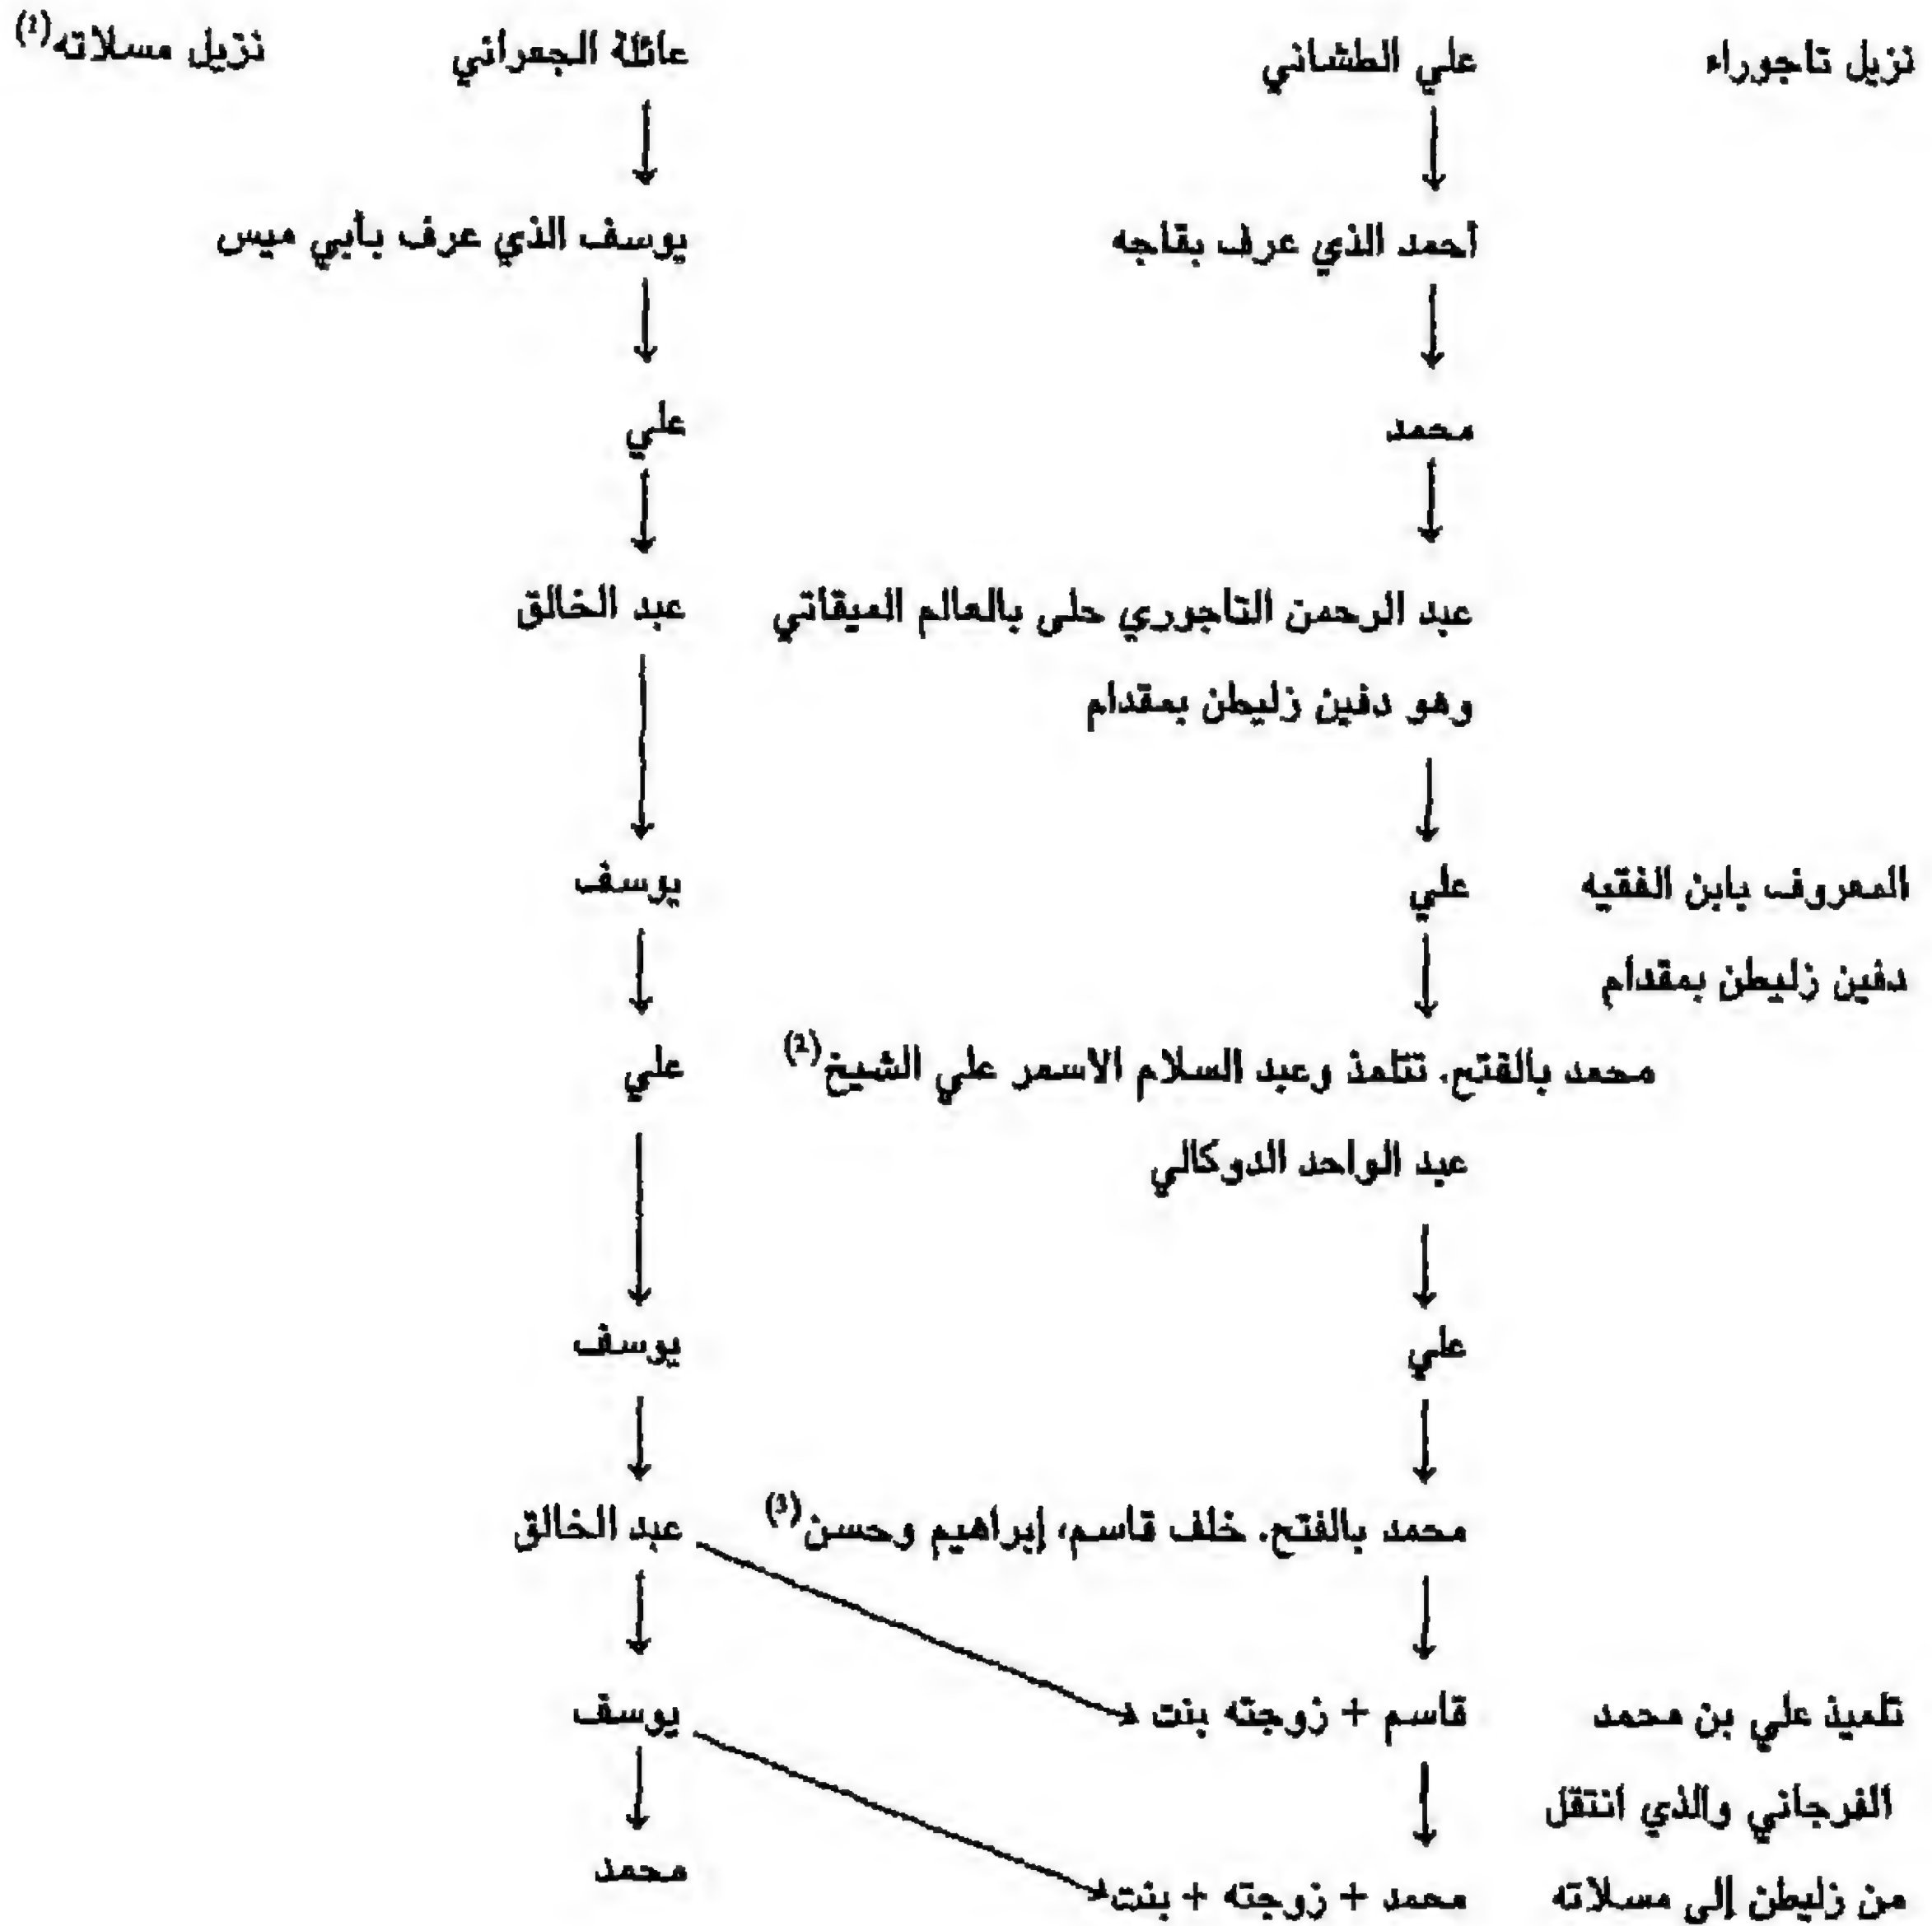 نزيل تاجوراء علي الطشاني عائلة الجعراني نزيل مسلاته(1)
أحمد الذي عرف بقاجه يوسف الذي عرف بأبي ميس
محمد علي
عبد الرحمن التاجوري حلى بالعالم الميقاتي عبد الخالق
وهو دفين زليطن بمقدام
المعروف بابن الفقيه علي يوسف
دفين زليطن بمقدام
محمد بالفتح. تتلمذ وعبد السلام الاسمر علي الشيخ(2) علي
عبد الواحد الدوكالي
علي يوسف
محمد بالفتح. خلف قاسم، إبراهيم وحسن(3) عبد الخالق
تلميذ علي بن محمد قاسم + زوجته بنت يوسف
الفرجاني والذي انتقل
من زليطن إلى مسلاته محمد + زوجته + بنت محمد